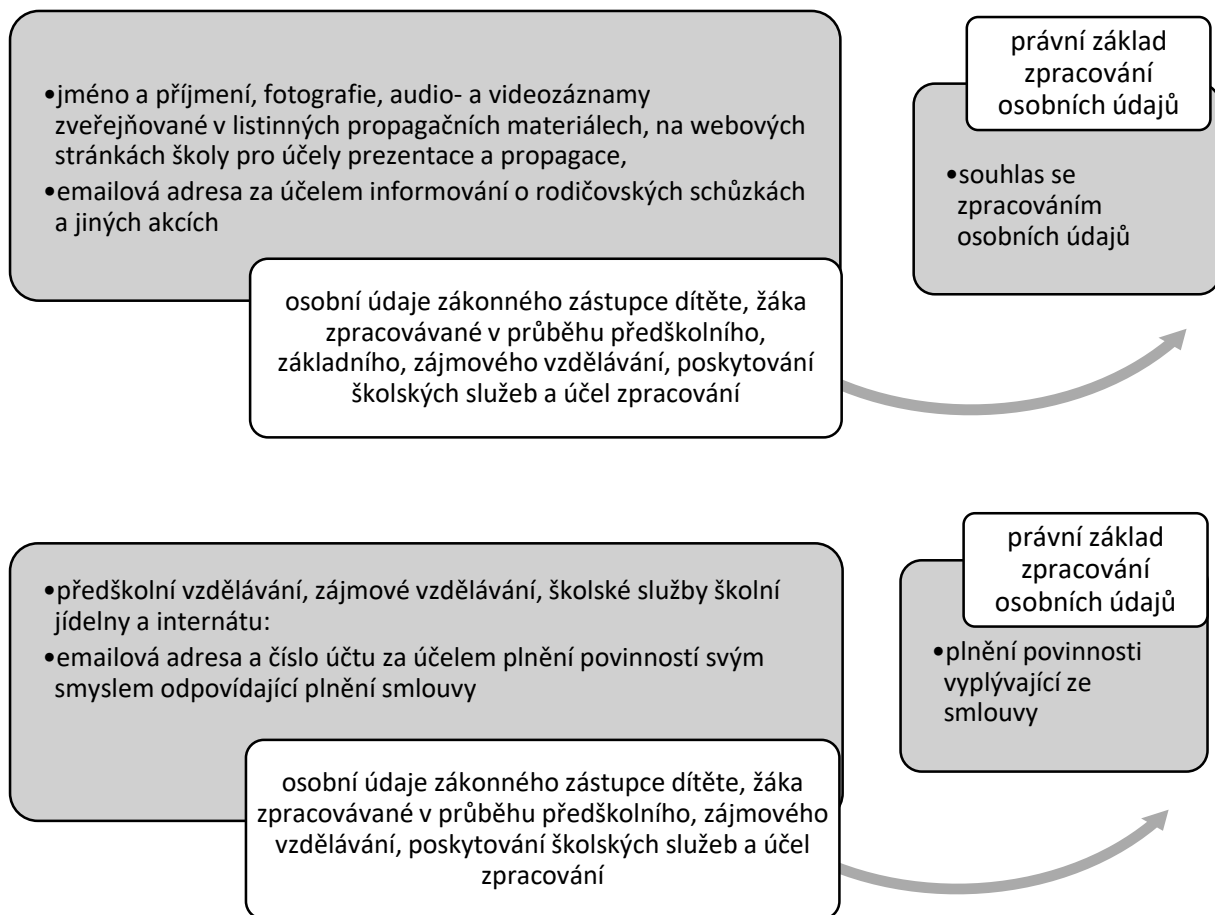 •jméno a příjmení, fotografie, audio- a videozáznamy
zveřejňované v listinných propagačních materiálech, na webových
stránkách školy pro účely prezentace a propagace,
•emailová adresa za účelem informování o rodičovských schůzkách
a jiných akcích
osobní údaje zákonného zástupce dítěte, žáka
zpracovávané v průběhu předškolního,
základního, zájmového vzdělávání, poskytování
školských služeb a účel zpracování
právní základ
zpracování
osobních údajů
•souhlas se
zpracováním
osobních údajů
•předškolní vzdělávání, zájmové vzdělávání, školské služby školní
jídelny a internátu:
•emailová adresa a číslo účtu za účelem plnění povinností svým
smyslem odpovídající plnění smlouvy
osobní údaje zákonného zástupce dítěte, žáka
zpracovávané v průběhu předškolního, zájmového
vzdělávání, poskytování školských služeb a účel
zpracování
právní základ
zpracování
osobních údajů
•plnění povinnosti
vyplývající ze
smlouvy